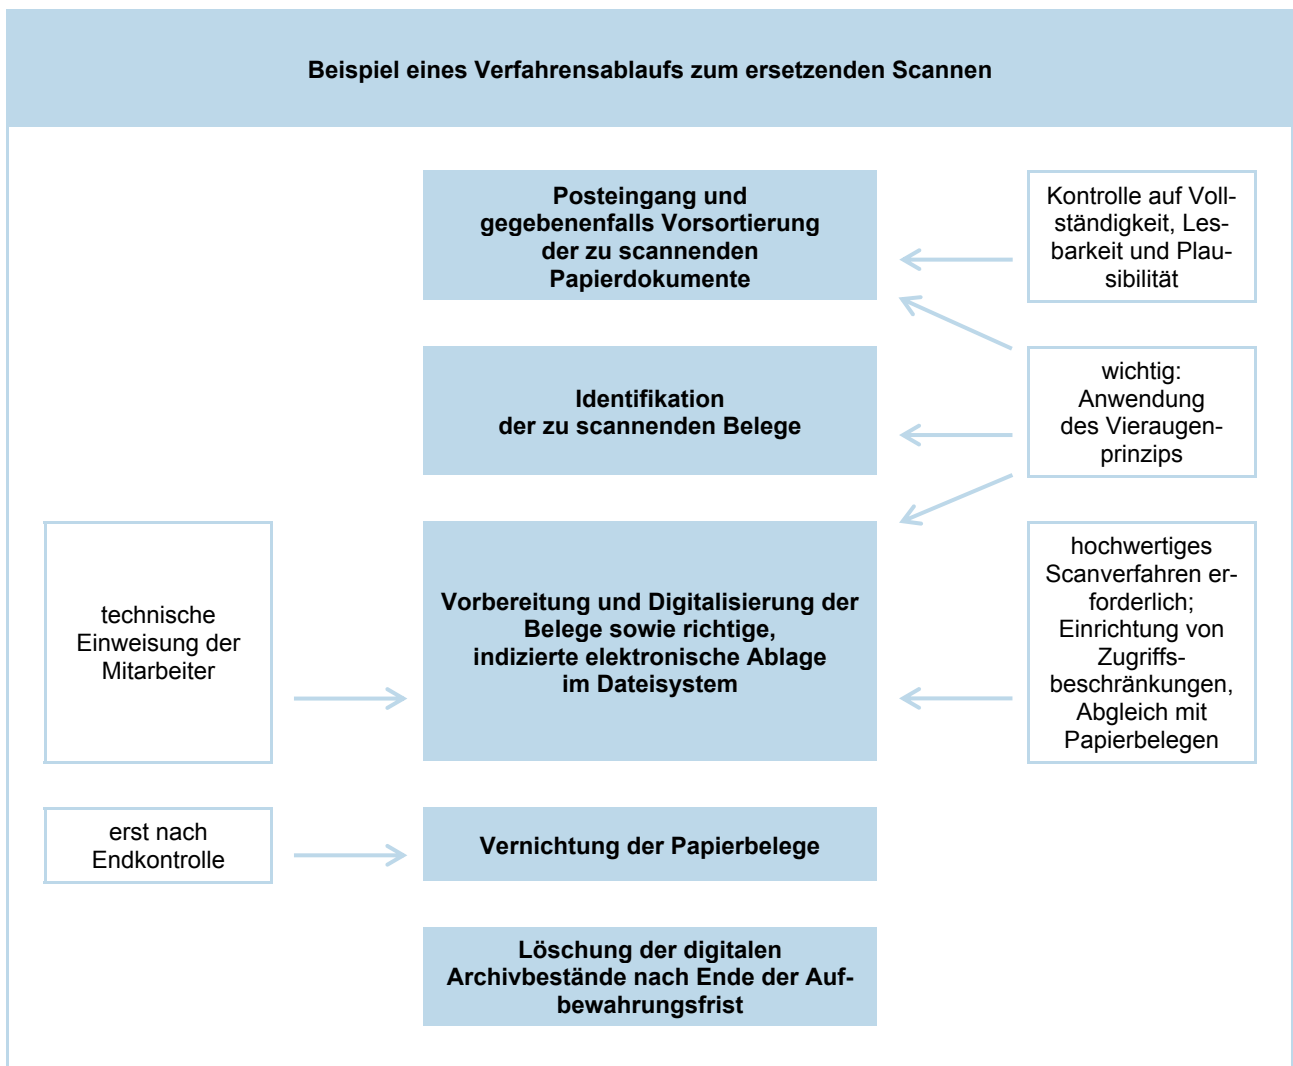 Beispiel eines Verfahrensablaufs zum ersetzenden Scannen
Posteingang und
gegebenenfalls Vorsortierung
der zu scannenden
Papierdokumente
Kontrolle auf Voll-
ständigkeit, Les-
barkeit und Plau-
sibilität
Identifikation
der zu scannenden Belege
wichtig:
Anwendung
des Vieraugen-
prinzips
technische
Einweisung der
Mitarbeiter
Vorbereitung und Digitalisierung der
Belege sowie richtige,
indizierte elektronische Ablage
im Dateisystem
hochwertiges
Scanverfahren er-
forderlich;
Einrichtung von
Zugriffs-
beschränkungen,
Abgleich mit
Papierbelegen
erst nach
Endkontrolle
Vernichtung der Papierbelege
Löschung der digitalen
Archivbestände nach Ende der Auf-
bewahrungsfrist